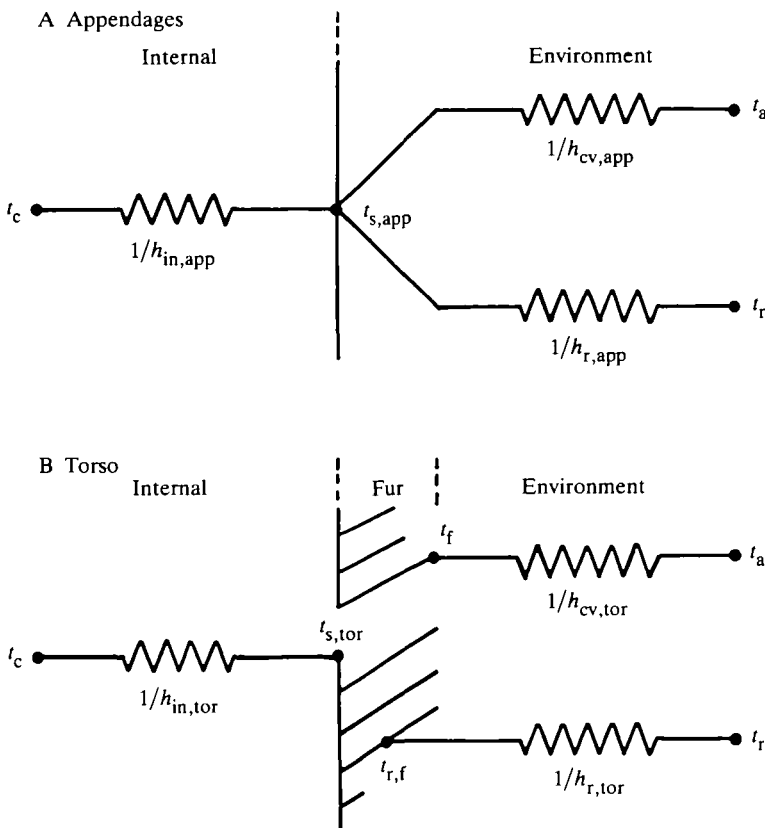 A Appendages
Internal
Environment
t_a
1/h_cv,app
t_c
t_s,app
1/h_in,app
t_r
1/h_r,app
B Torso
Internal
Fur
Environment
t_f
t_a
1/h_cv,tor
t_s,tor
t_c
1/h_in,tor
t_r
t_r,f
1/h_r,tor